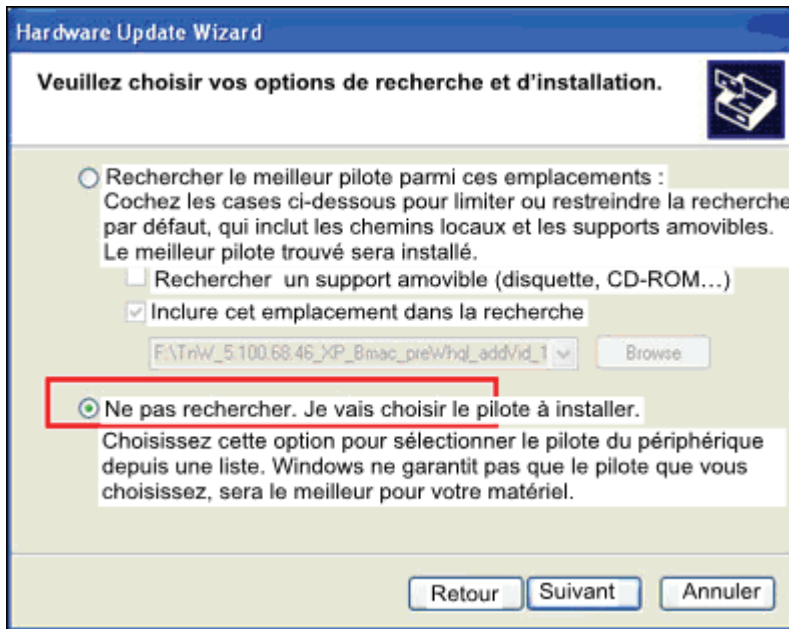 Hardware Update Wizard
Veuillez choisir vos options de recherche et d'installation.
Rechercher le meilleur pilote parmi ces emplacements :
Cochez les cases ci-dessous pour limiter ou restreindre la recherche
par défaut, qui inclut les chemins locaux et les supports amovibles.
Le meilleur pilote trouvé sera installé.
Rechercher un support amovible (disquette, CD-ROM…)
Inclure cet emplacement dans la recherche
F:\TnW_5.100.68.46_XP_Bmac_preWhql_addVid_1 Browse
Ne pas rechercher. Je vais choisir le pilote à installer.
Choisissez cette option pour sélectionner le pilote du périphérique
depuis une liste. Windows ne garantit pas que le pilote que vous
choisissez, sera le meilleur pour votre matériel.
Retour Suivant Annuler